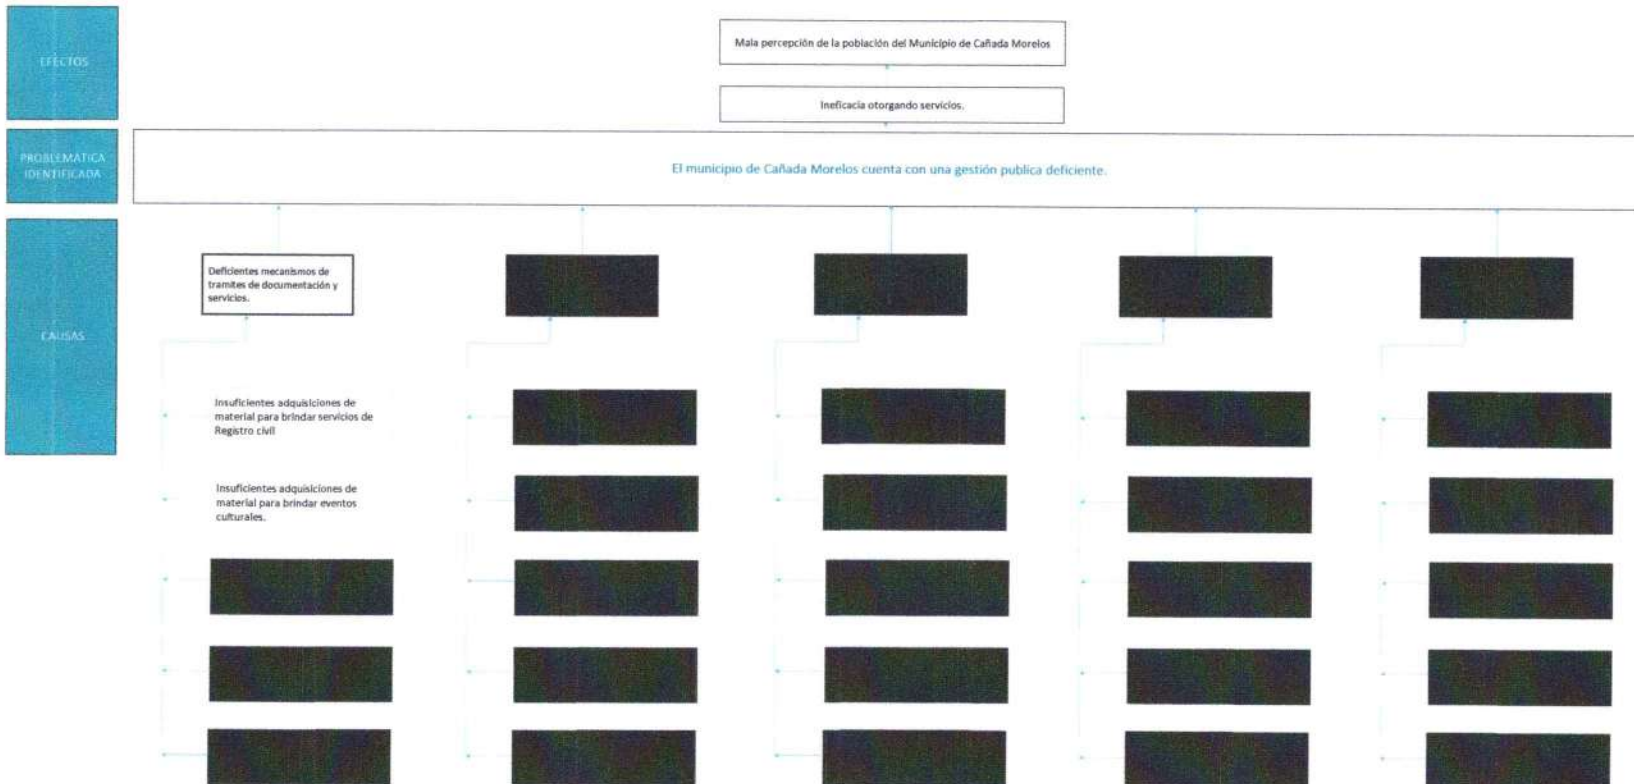 EFECTOS
Mala percepción de la población del Municipio de Cañada Morelos
Ineficacia otorgando servicios.
PROBLEMÁTICA
IDENTIFICADA
El municipio de Cañada Morelos cuenta con una gestión publica deficiente.
CAUSAS
Deficientes mecanismos de
tramites de documentación y
servicios.
Insuficientes adquisiciones de
material para brindar servicios de
Registro civil
Insuficientes adquisiciones de
material para brindar eventos
culturales.